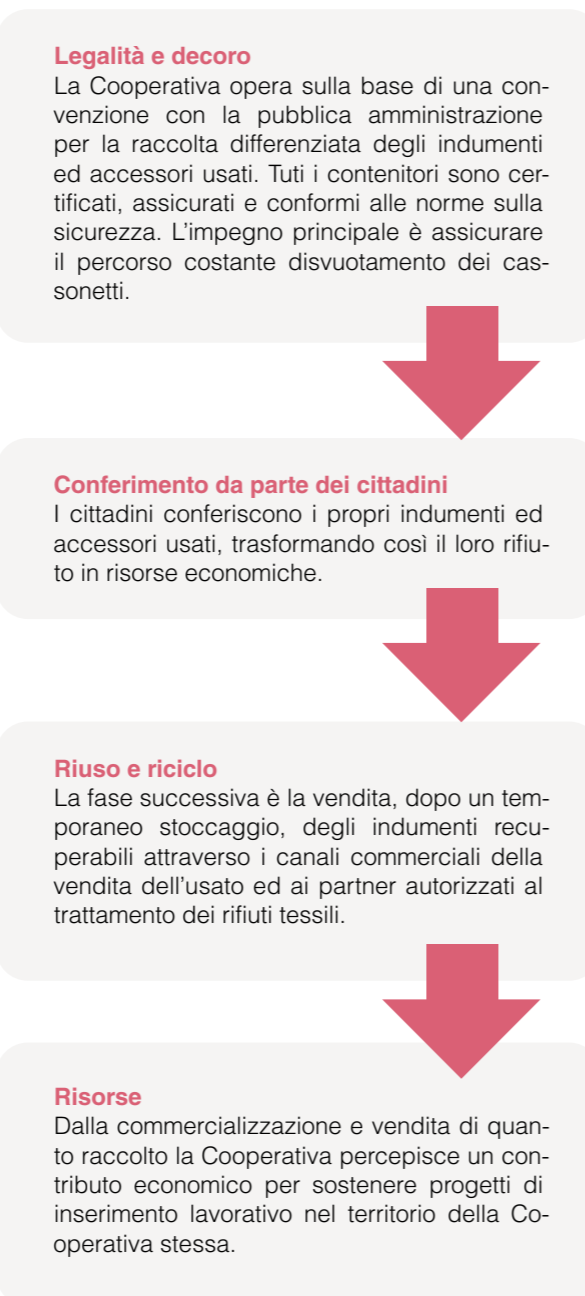 Legalità e decoro
La Cooperativa opera sulla base di una con-
venzione con la pubblica amministrazione
per la raccolta differenziata degli indumenti
ed accessori usati. Tuti i contenitori sono cer-
tificati, assicurati e conformi alle norme sulla
sicurezza. L'impegno principale è assicurare
il percorso costante disvuotamento dei cas-
sonetti.
Conferimento da parte dei cittadini
I cittadini conferiscono i propri indumenti ed
accessori usati, trasformando così il loro rifiu-
to in risorse economiche.
Riuso e riciclo
La fase successiva è la vendita, dopo un tem-
poraneo stoccaggio, degli indumenti recu-
perabili attraverso i canali commerciali della
vendita dell'usato ed ai partner autorizzati al
trattamento dei rifiuti tessili.
Risorse
Dalla commercializzazione e vendita di quan-
to raccolto la Cooperativa percepisce un con-
tributo economico per sostenere progetti di
inserimento lavorativo nel territorio della Co-
operativa stessa.